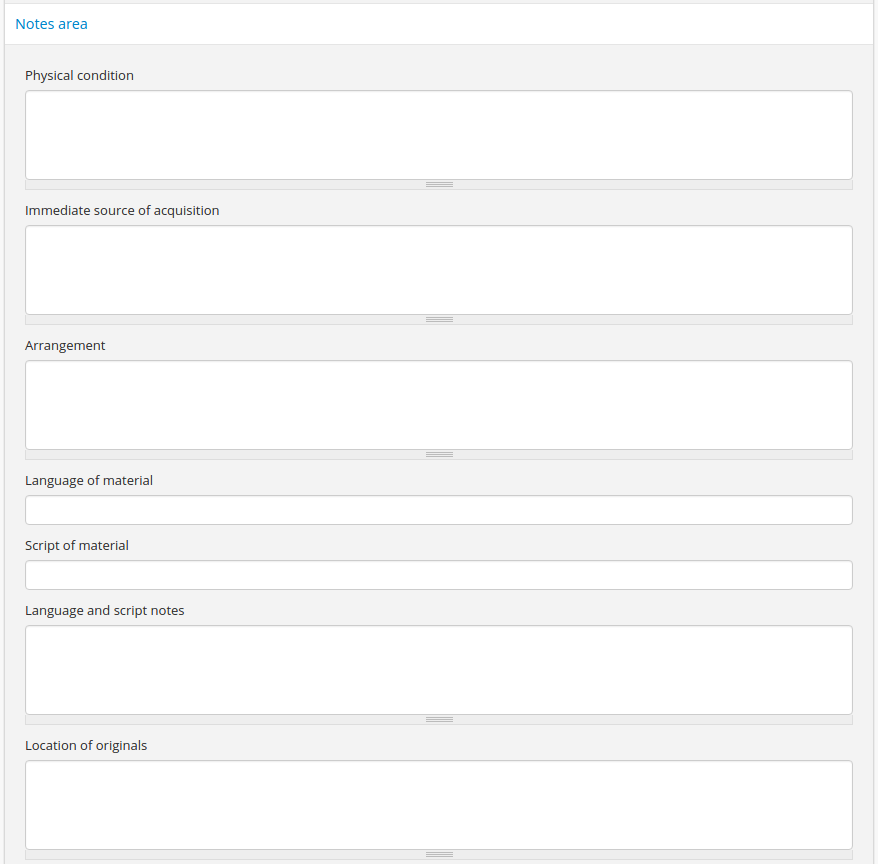 Notes area
Physical condition
Immediate source of acquisition
Arrangement
Language of material
Script of material
Language and script notes
Location of originals